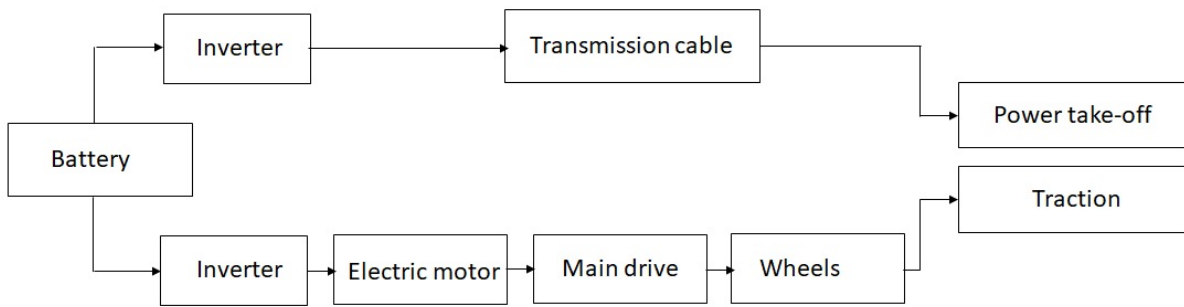 Inverter
Transmission cable
Power take-off
Battery
Traction
Inverter
Electric motor
Main drive
Wheels